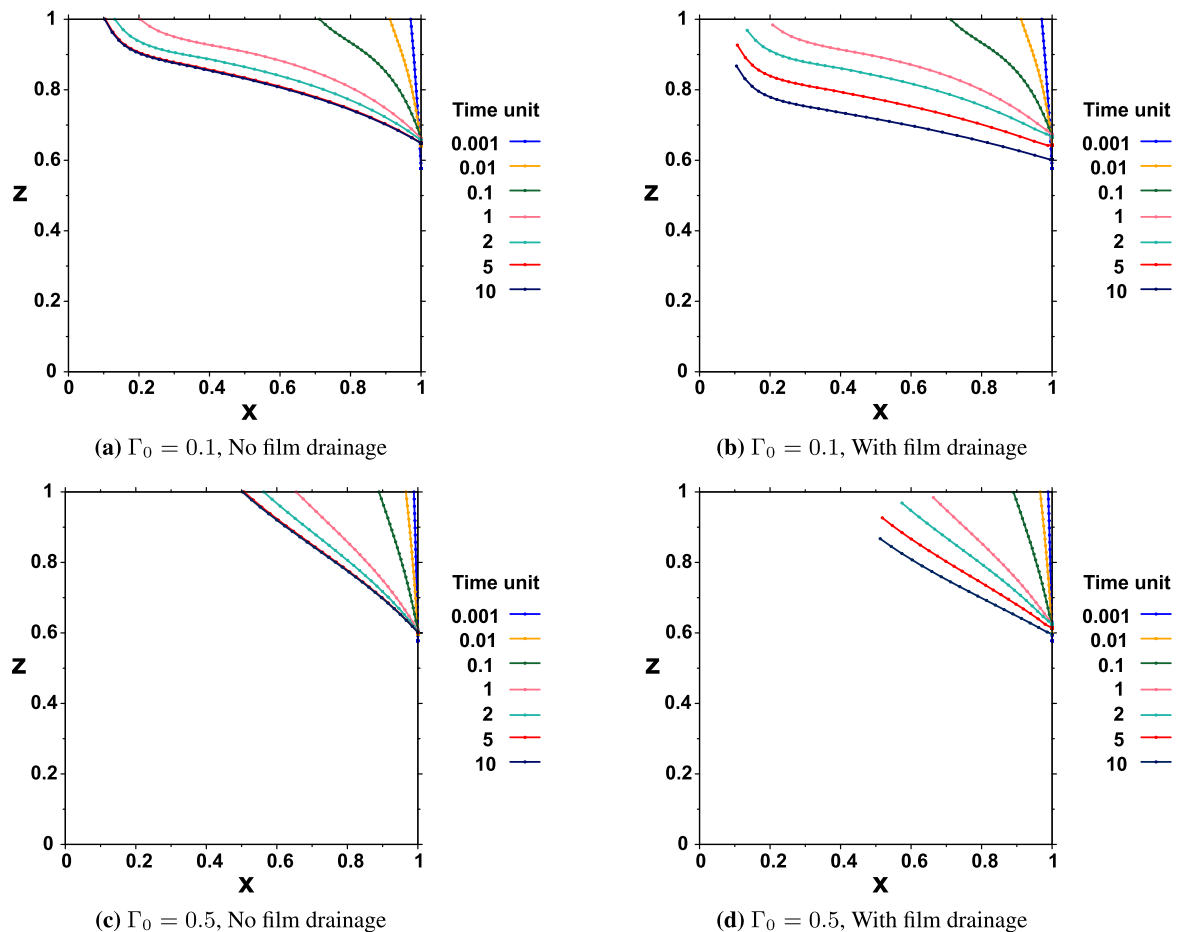 1
0.8
0.6
z
0.4
0.2
0
0 0.2 0.4 0.6 0.8 1
x
Time unit
0.001
0.01
0.1
1
2
5
10
(a) Γ₀ = 0.1, No film drainage
1
0.8
0.6
z
0.4
0.2
0
0 0.2 0.4 0.6 0.8 1
x
Time unit
0.001
0.01
0.1
1
2
5
10
(b) Γ₀ = 0.1, With film drainage
1
0.8
0.6
z
0.4
0.2
0
0 0.2 0.4 0.6 0.8 1
x
Time unit
0.001
0.01
0.1
1
2
5
10
(c) Γ₀ = 0.5, No film drainage
1
0.8
0.6
z
0.4
0.2
0
0 0.2 0.4 0.6 0.8 1
x
Time unit
0.001
0.01
0.1
1
2
5
10
(d) Γ₀ = 0.5, With film drainage